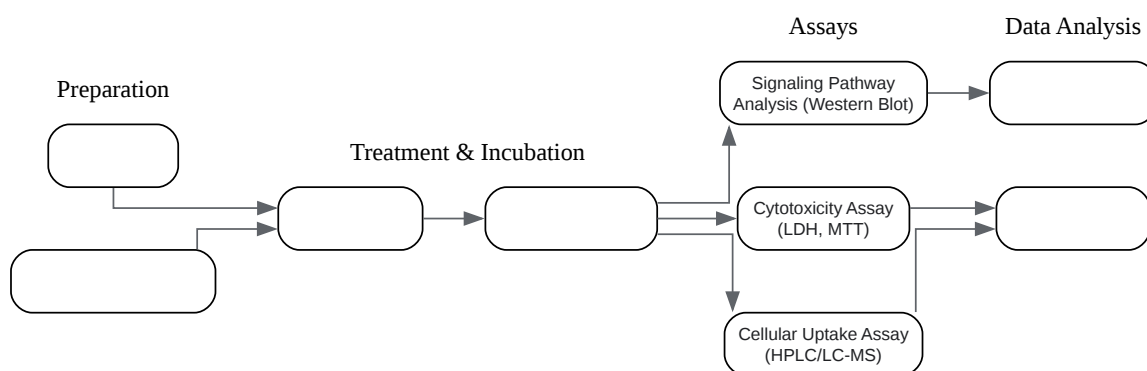 Preparation
Treatment & Incubation
Assays
Signaling Pathway
Analysis (Western Blot)
Cytotoxicity Assay
(LDH, MTT)
Cellular Uptake Assay
(HPLC/LC-MS)
Data Analysis